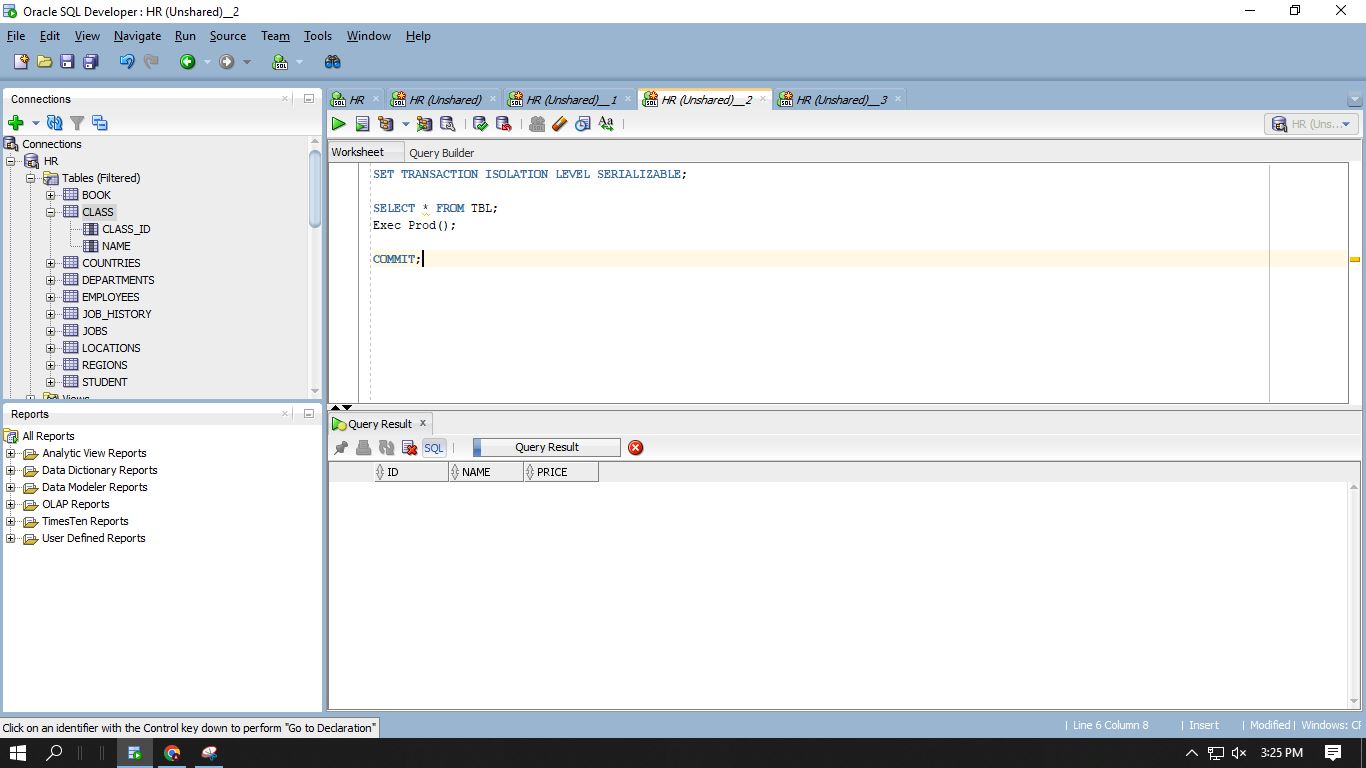 Oracle SQL Developer : HR (Unshared)__2
File Edit View Navigate Run Source Team Tools Window Help
Connections
Connections
HR
Tables (Filtered)
BOOK
CLASS
CLASS_ID
NAME
COUNTRIES
DEPARTMENTS
EMPLOYEES
JOB_HISTORY
JOBS
LOCATIONS
REGIONS
STUDENT
Views
Reports
All Reports
Analytic View Reports
Data Dictionary Reports
Data Modeler Reports
OLAP Reports
TimesTen Reports
User Defined Reports
HR HR (Unshared) HR (Unshared)__1 HR (Unshared)__2 HR (Unshared)__3
Aa HR (Uns...
Worksheet Query Builder
SET TRANSACTION ISOLATION LEVEL SERIALIZABLE;
SELECT * FROM TBL;
Exec Prod();
COMMIT;
Query Result
SQL Query Result
ID NAME PRICE
Click on an identifier with the Control key down to perform "Go to Declaration"
| Line 6 Column 8 | Insert | Modified | Windows: CF
3:25 PM